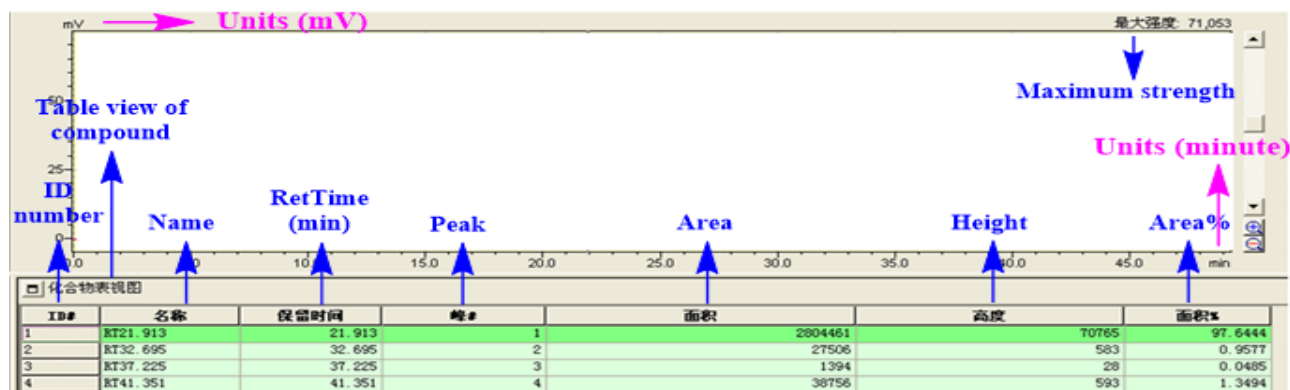 mV Units (mV) 最大强度: 71,053
Maximum strength
50
Table view of
compound
Units (minute)
25
ID
number Name RetTime
(min) Peak Area Height Area%
0
0.0 5.0 10.0 15.0 20.0 25.0 30.0 35.0 40.0 45.0 min
化合物表视图
ID# 名称 保留时间 峰# 面积 高度 面积%
1 RT21.913 21.913 1 2804461 70765 97.6444
2 RT32.695 32.695 2 27506 583 0.9577
3 RT37.225 37.225 3 1394 28 0.0485
4 RT41.351 41.351 4 38756 593 1.3494